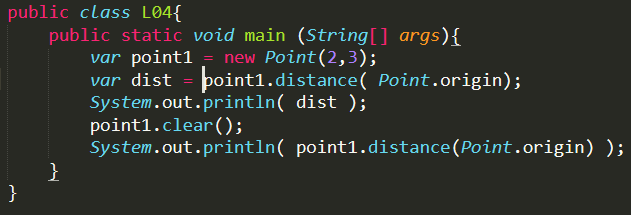 public class L04{
    public static void main (String[] args){
        var point1 = new Point(2,3);
        var dist = point1.distance( Point.origin);
        System.out.println( dist );
        point1.clear();
        System.out.println( point1.distance(Point.origin) );
    }
}